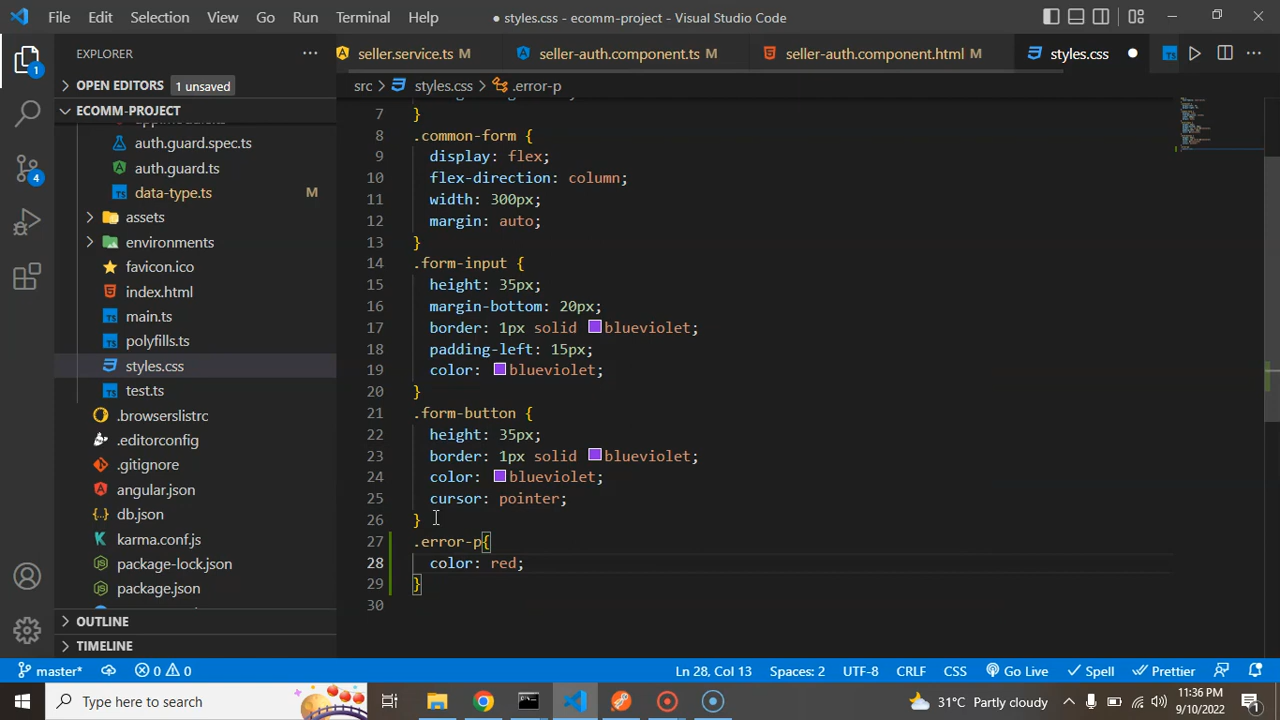 File Edit Selection View Go Run Terminal Help
● styles.css - ecomm-project - Visual Studio Code
EXPLORER
seller.service.ts M
seller-auth.component.ts M
seller-auth.component.html M
styles.css
OPEN EDITORS 1 unsaved
ECOMM-PROJECT
auth.guard.spec.ts
auth.guard.ts
data-type.ts M
assets
environments
favicon.ico
index.html
main.ts
polyfills.ts
styles.css
test.ts
.browserslistrc
.editorconfig
.gitignore
angular.json
db.json
karma.conf.js
package-lock.json
package.json
OUTLINE
TIMELINE
1
4
src > styles.css > .error-p
7 }
8 .common-form {
9 display: flex;
10 flex-direction: column;
11 width: 300px;
12 margin: auto;
13 }
14 .form-input {
15 height: 35px;
16 margin-bottom: 20px;
17 border: 1px solid blueviolet;
18 padding-left: 15px;
19 color: blueviolet;
20 }
21 .form-button {
22 height: 35px;
23 border: 1px solid blueviolet;
24 color: blueviolet;
25 cursor: pointer;
26 }
27 .error-p{
28 color: red;
29 }
30
master* 0 0
Ln 28, Col 13 Spaces: 2 UTF-8 CRLF CSS Go Live Spell Prettier
Type here to search
31°C Partly cloudy
11:36 PM
9/10/2022
1